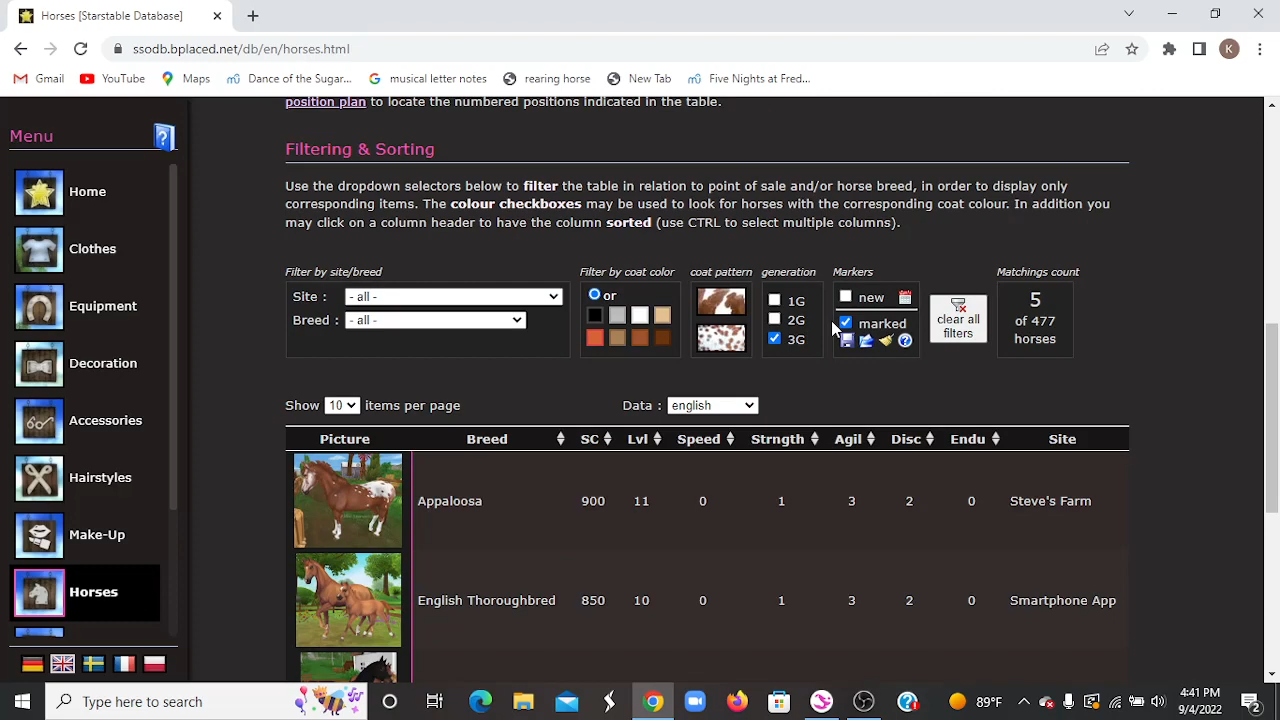 Horses [Starstable Database]
ssodb.bplaced.net/db/en/horses.html
K
Gmail
YouTube
Maps
Dance of the Sugar...
musical letter notes
rearing horse
New Tab
Five Nights at Fred...
position plan to locate the numbered positions indicated in the table.
Menu
Home
Clothes
Equipment
Decoration
Accessories
Hairstyles
Make-Up
Horses
Filtering & Sorting
Use the dropdown selectors below to filter the table in relation to point of sale and/or horse breed, in order to display only
corresponding items. The colour checkboxes may be used to look for horses with the corresponding coat colour. In addition you
may click on a column header to have the column sorted (use CTRL to select multiple columns).
Filter by site/breed
Site : - all -
Breed : - all -
Filter by coat color
or
coat pattern
generation
1G
2G
3G
Markers
new
marked
clear all
filters
Matchings count
5
of 477
horses
Show 10 items per page
Data : english
Picture Breed SC Lvl Speed Strngth Agil Disc Endu Site
Appaloosa 900 11 0 1 3 2 0 Steve's Farm
English Thoroughbred 850 10 0 1 3 2 0 Smartphone App
Type here to search
89°F
4:41 PM
9/4/2022
2